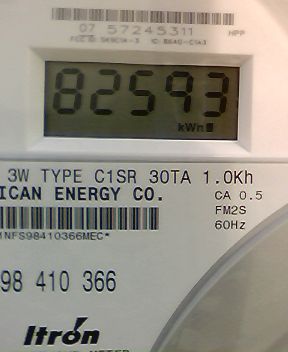 07 57245311
HPP
82593
kWh
3W TYPE C1SR 30TA 1.0Kh
ICAN ENERGY CO.
CA 0.5
FM2S
60Hz
98 410 366
Itron